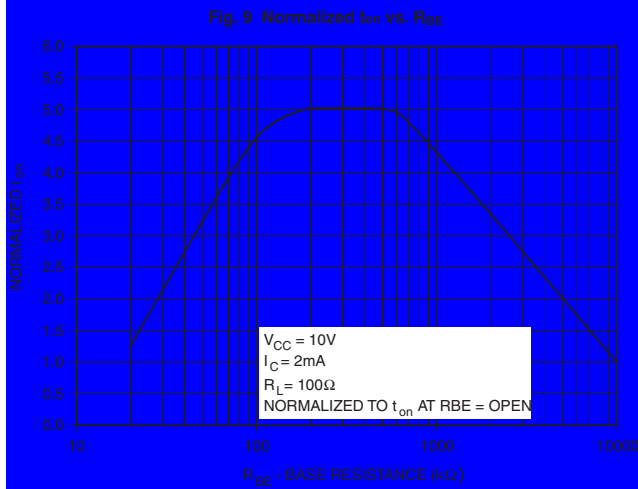 Fig. 9 Normalized ton vs. RBE
NORMALIZED ton
6.0
5.5
5.0
4.5
4.0
3.5
3.0
2.5
2.0
1.5
1.0
0.5
0.0
VCC = 10V
IC = 2mA
RL = 100Ω
NORMALIZED TO ton AT RBE = OPEN
10 100 1000 10000
RBE - BASE RESISTANCE (kΩ)